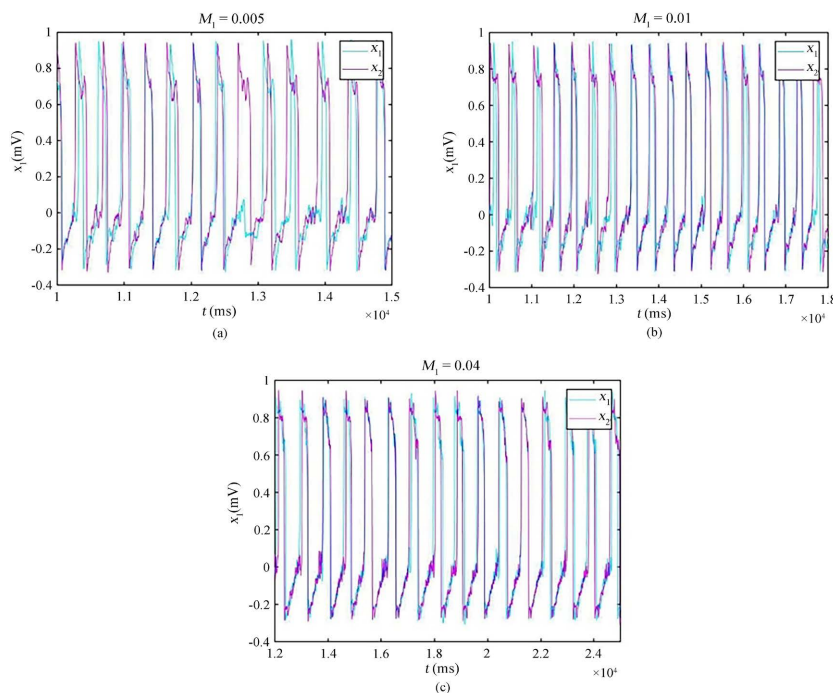 M₁ = 0.005
1
0.8
0.6
0.4
0.2
0
-0.2
-0.4
x₁(mV)
x₁
x₂
1 1.1 1.2 1.3 1.4 1.5
t (ms)
×10⁴
(a)
M₁ = 0.01
1
0.8
0.6
0.4
0.2
0
-0.2
-0.4
x₁(mV)
x₁
x₂
1 1.1 1.2 1.3 1.4 1.5 1.6 1.7 1.8
t (ms)
×10⁴
(b)
M₁ = 0.04
1
0.8
0.6
0.4
0.2
0
-0.2
-0.4
x₁(mV)
x₁
x₂
1.2 1.4 1.6 1.8 2 2.2 2.4
t (ms)
×10⁴
(c)